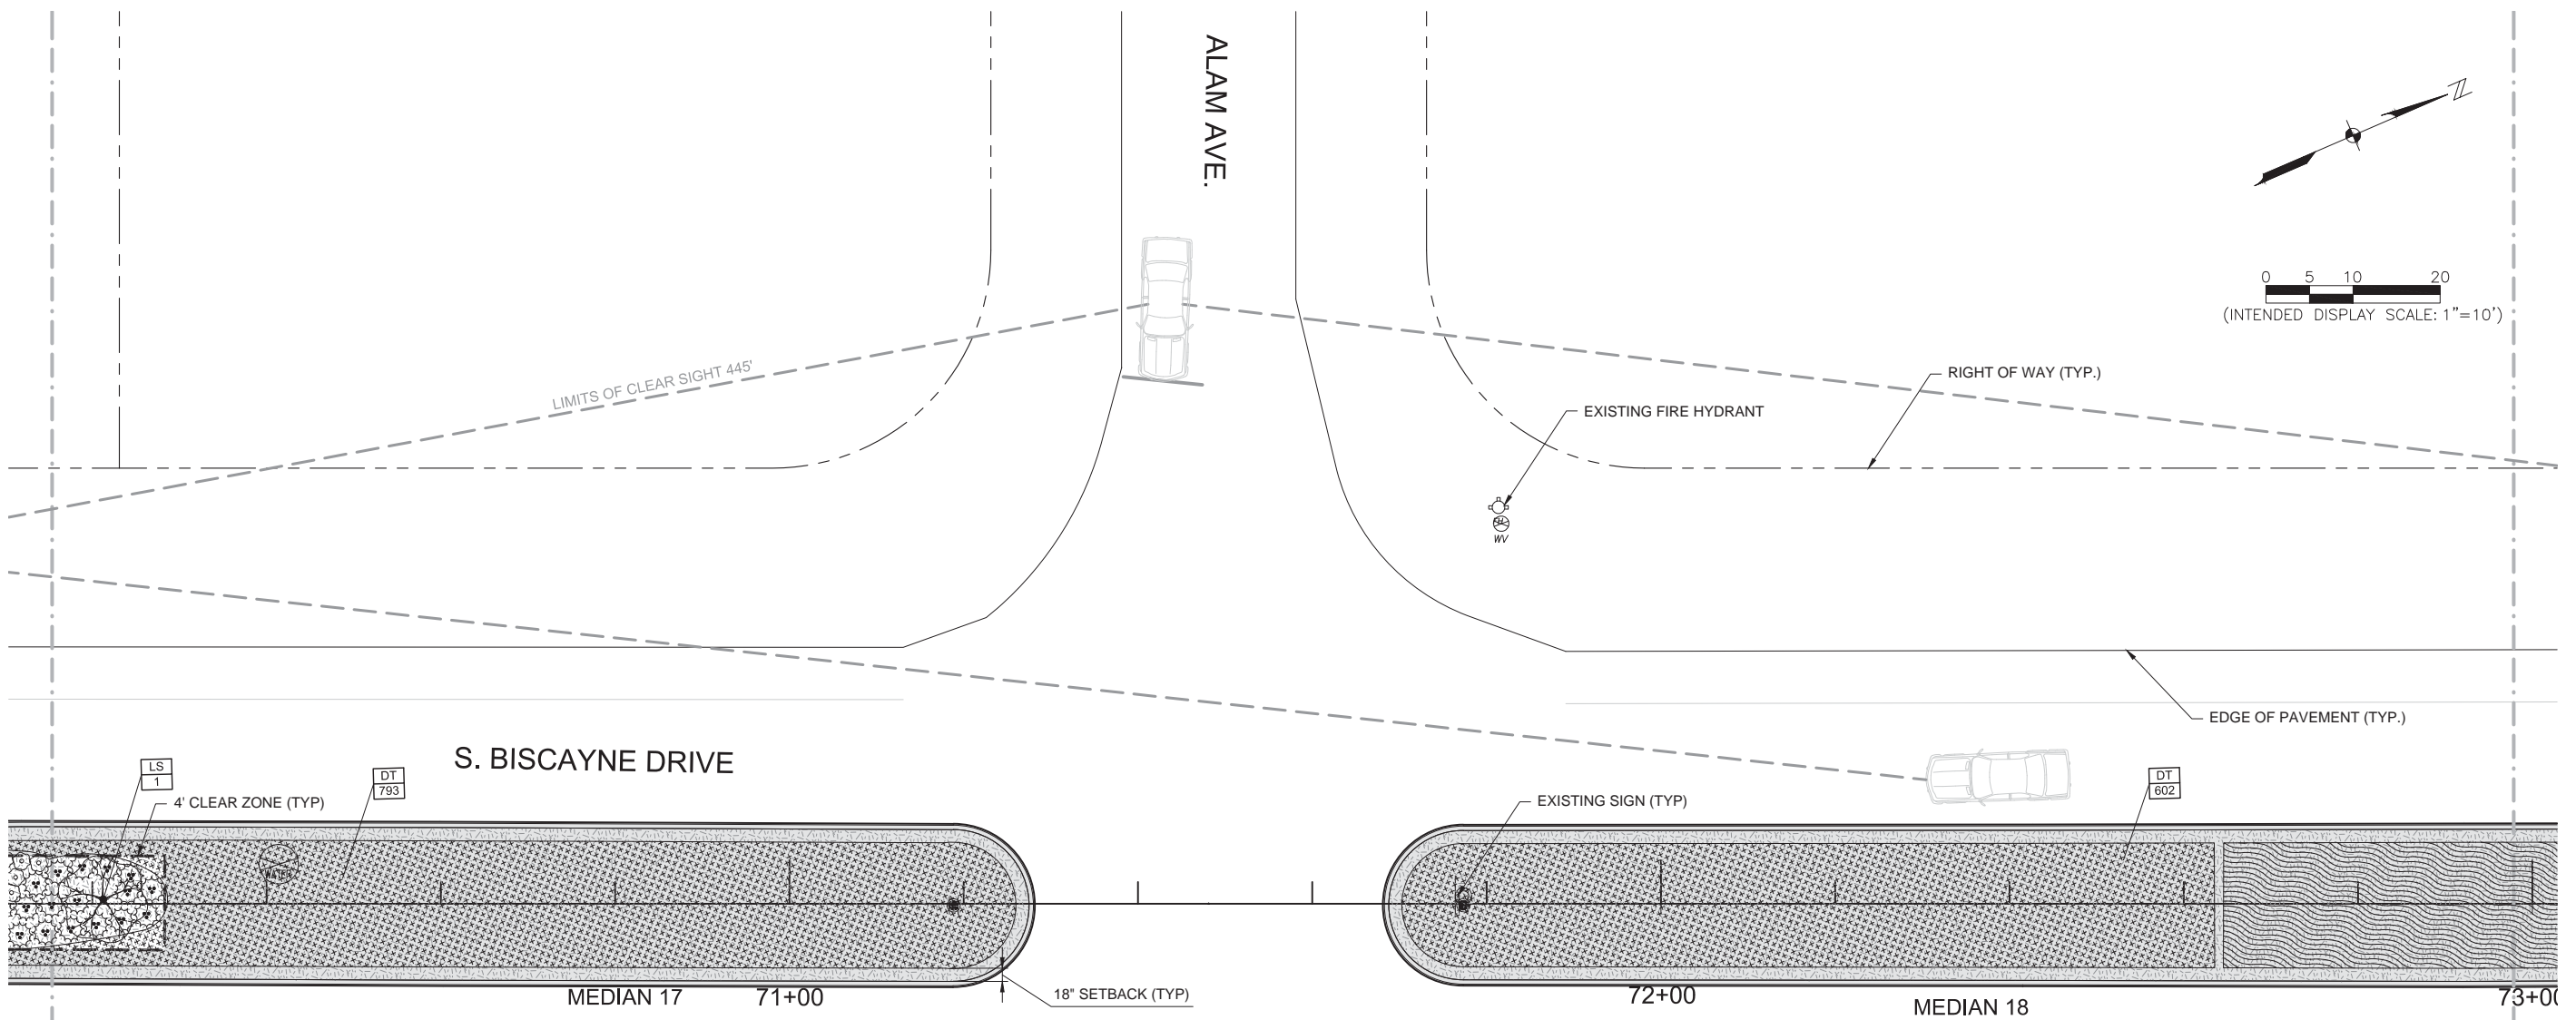 ALAM AVE.
N
0 5 10 20
(INTENDED DISPLAY SCALE: 1"=10')
LIMITS OF CLEAR SIGHT 445'
RIGHT OF WAY (TYP.)
EXISTING FIRE HYDRANT
WV
EDGE OF PAVEMENT (TYP.)
S. BISCAYNE DRIVE
LS
1
DT
793
4' CLEAR ZONE (TYP)
EXISTING SIGN (TYP)
DT
602
WATER
18" SETBACK (TYP)
MEDIAN 17
71+00
72+00
MEDIAN 18
73+00